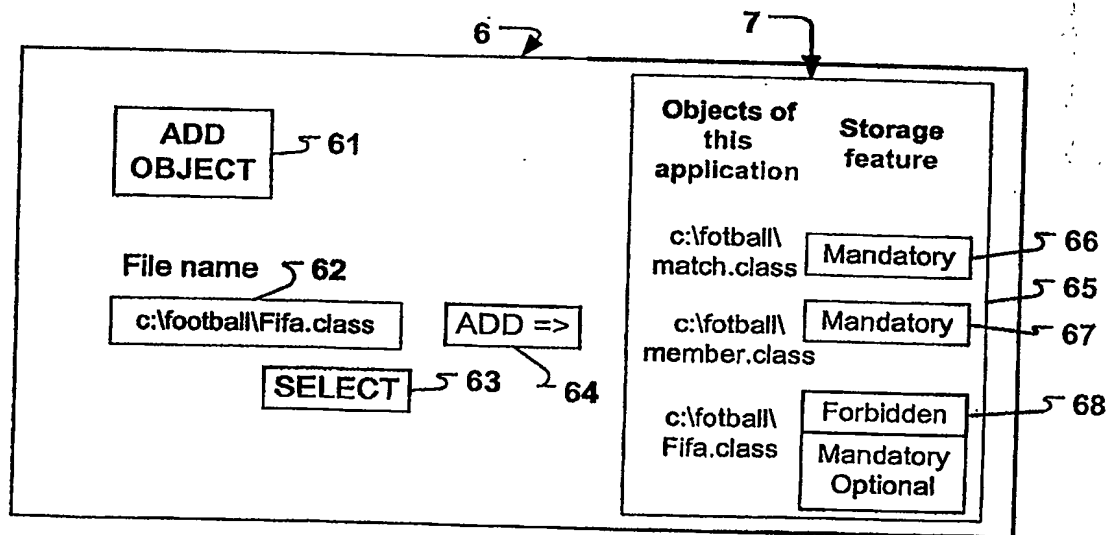 6
7
ADD
OBJECT
61
File name
62
c:\football\Fifa.class
ADD =>
SELECT
63
64
Objects of
this
application
Storage
feature
c:\fotball\
match.class
Mandatory
66
65
c:\fotball\
member.class
Mandatory
67
c:\fotball\
Fifa.class
Forbidden
68
Mandatory
Optional